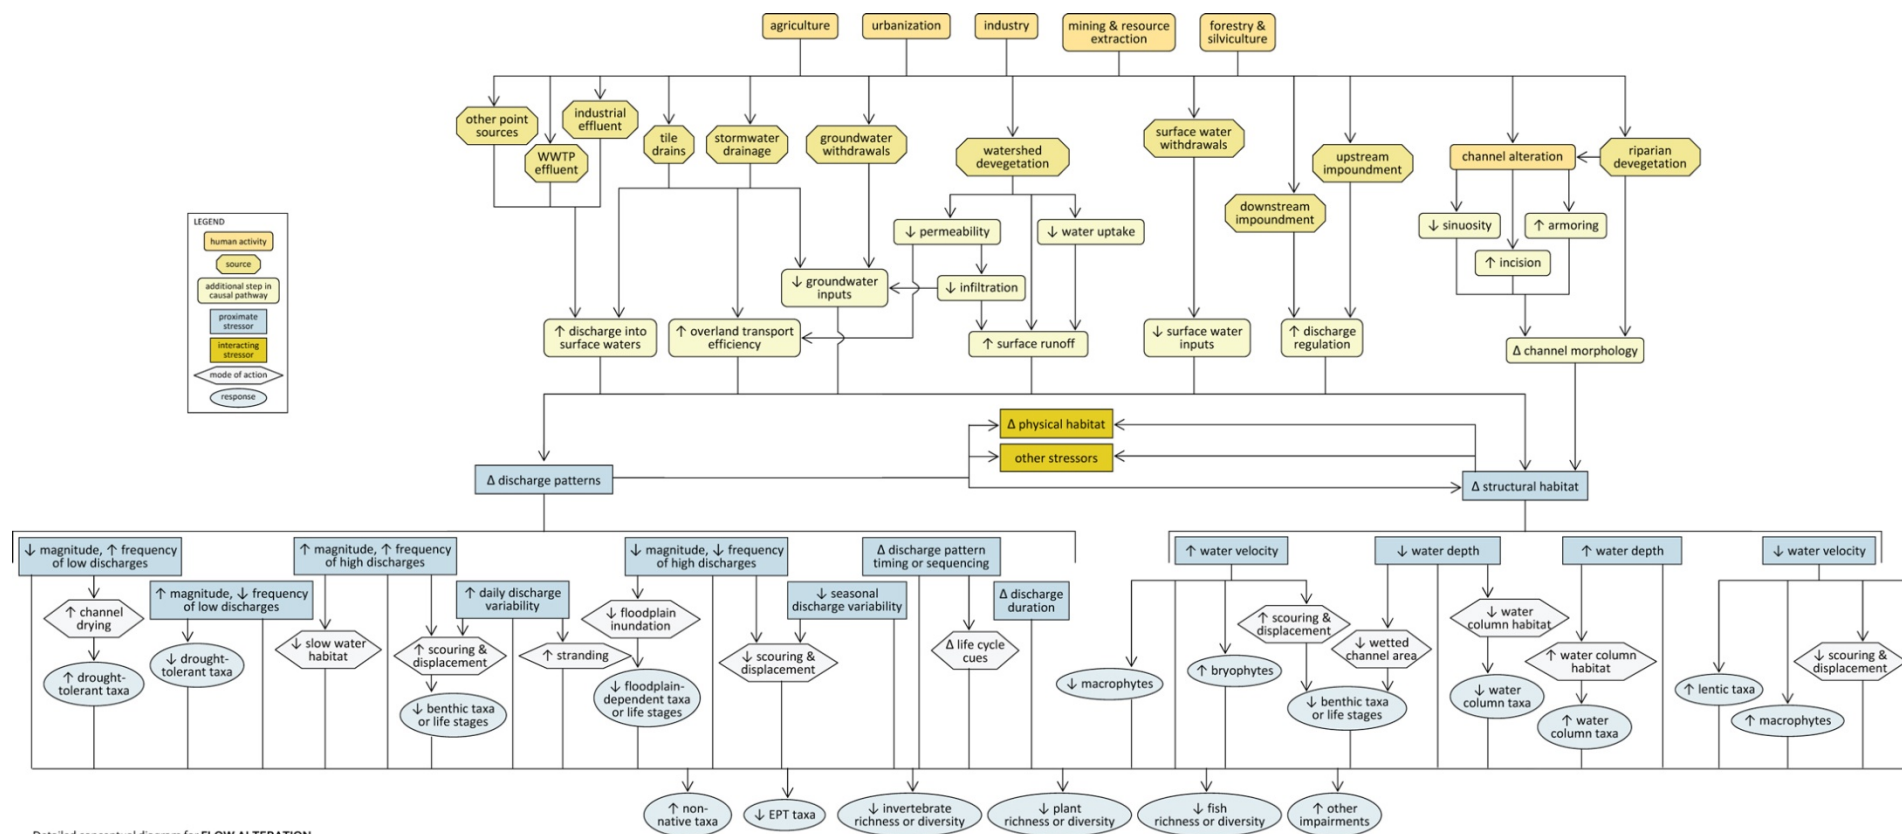 agriculture
urbanization
industry
mining & resource
extraction
forestry &
silviculture
other point
sources
WWTP
effluent
industrial
effluent
tile
drains
stormwater
drainage
groundwater
withdrawals
watershed
devegetation
surface water
withdrawals
downstream
impoundment
upstream
impoundment
channel alteration
riparian
devegetation
↓ permeability
↓ water uptake
↓ sinuosity
↑ armoring
↑ incision
↓ groundwater
inputs
↓ infiltration
↑ discharge into
surface waters
↑ overland transport
efficiency
↑ surface runoff
↓ surface water
inputs
↑ discharge
regulation
Δ channel morphology
LEGEND
human activity
source
additional step in
causal pathway
proximate
stressor
interacting
stressor
mode of action
response
Δ physical habitat
other stressors
Δ discharge patterns
Δ structural habitat
↓ magnitude, ↑ frequency
of low discharges
↑ magnitude, ↓ frequency
of low discharges
↑ magnitude, ↑ frequency
of high discharges
↑ daily discharge
variability
↓ magnitude, ↓ frequency
of high discharges
↓ seasonal
discharge variability
Δ discharge pattern
timing or sequencing
Δ discharge
duration
↑ water velocity
↓ water depth
↑ water depth
↓ water velocity
↑ channel
drying
↓ slow water
habitat
↑ scouring &
displacement
↑ stranding
↓ floodplain
inundation
↓ scouring &
displacement
Δ life cycle
cues
↑ scouring &
displacement
↓ wetted
channel area
↓ water
column habitat
↑ water column
habitat
↓ scouring &
displacement
↑ drought-
tolerant taxa
↓ drought-
tolerant taxa
↓ benthic taxa
or life stages
↓ floodplain-
dependent taxa
or life stages
↓ macrophytes
↑ bryophytes
↓ benthic taxa
or life stages
↓ water
column taxa
↑ water
column taxa
↑ lentic taxa
↑ macrophytes
↑ non-
native taxa
↓ EPT taxa
↓ invertebrate
richness or diversity
↓ plant
richness or diversity
↓ fish
richness or diversity
↑ other
impairments
Detailed conceptual diagram for FLOW ALTERATION